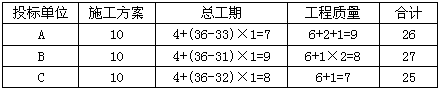 投标单位 施工方案 总工期 工程质量 合计
A 10 4+(36-33)×1=7 6+2+1=9 26
B 10 4+(36-31)×1=9 6+1×2=8 27
C 10 4+(36-32)×1=8 6+1=7 25